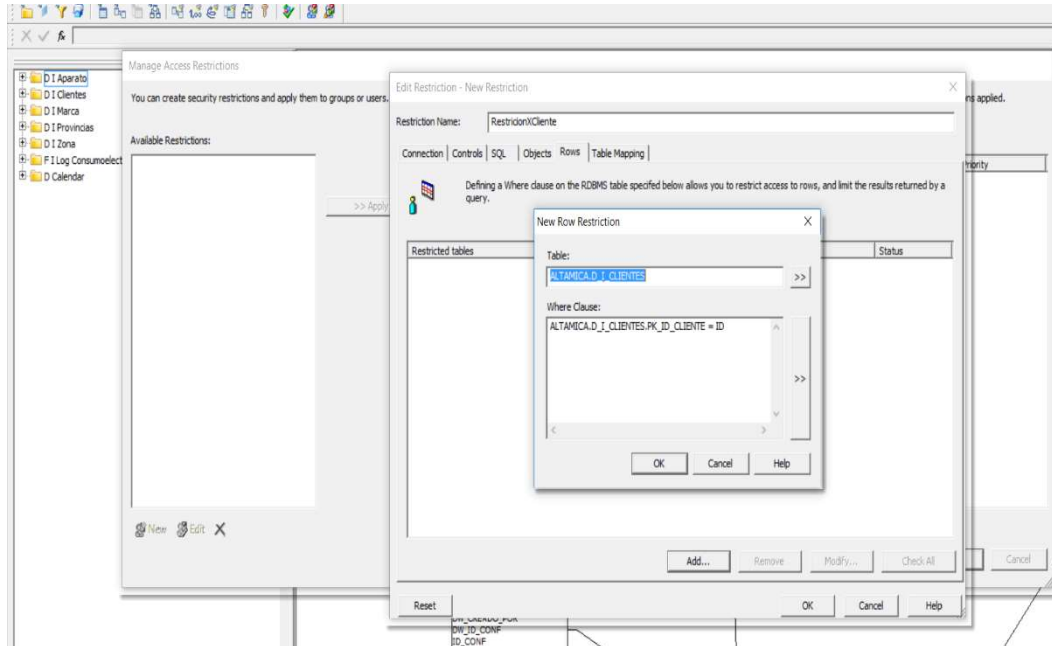 D I Aparato
D I Clientes
D I Marca
D I Provincias
D I Zona
F I Log Consumoelect
D Calendar
Manage Access Restrictions
You can create security restrictions and apply them to groups or users.
ns applied.
Available Restrictions:
>> Apply
Priority
New Edit
Cancel
Edit Restriction - New Restriction
Restriction Name: RestricionXCliente
Connection Controls SQL Objects Rows Table Mapping
Defining a Where clause on the RDBMS table specifed below allows you to restrict access to rows, and limit the results returned by a
query.
Restricted tables Status
New Row Restriction
Table:
ALTAMICA.D_I_CLIENTES
>>
Where Clause:
ALTAMICA.D_I_CLIENTES.PK_ID_CLIENTE = ID
>>
OK Cancel Help
Add... Remove Modify... Check All
Reset OK Cancel Help
DW_ID_CONF
ID_CONF